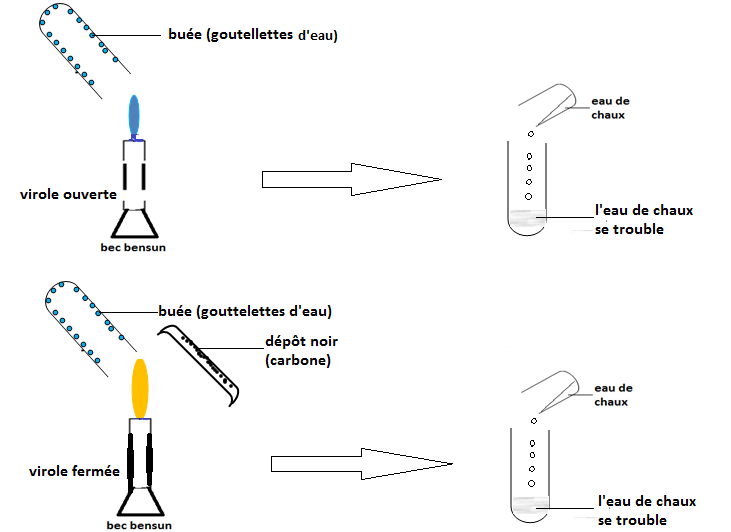 buée (goutellettes d'eau)
eau de
chaux
virole ouverte
l'eau de chaux
se trouble
bec bensun
buée (gouttelettes d'eau)
dépôt noir
(carbone)
eau de
chaux
virole fermée
l'eau de chaux
se trouble
bec bensun